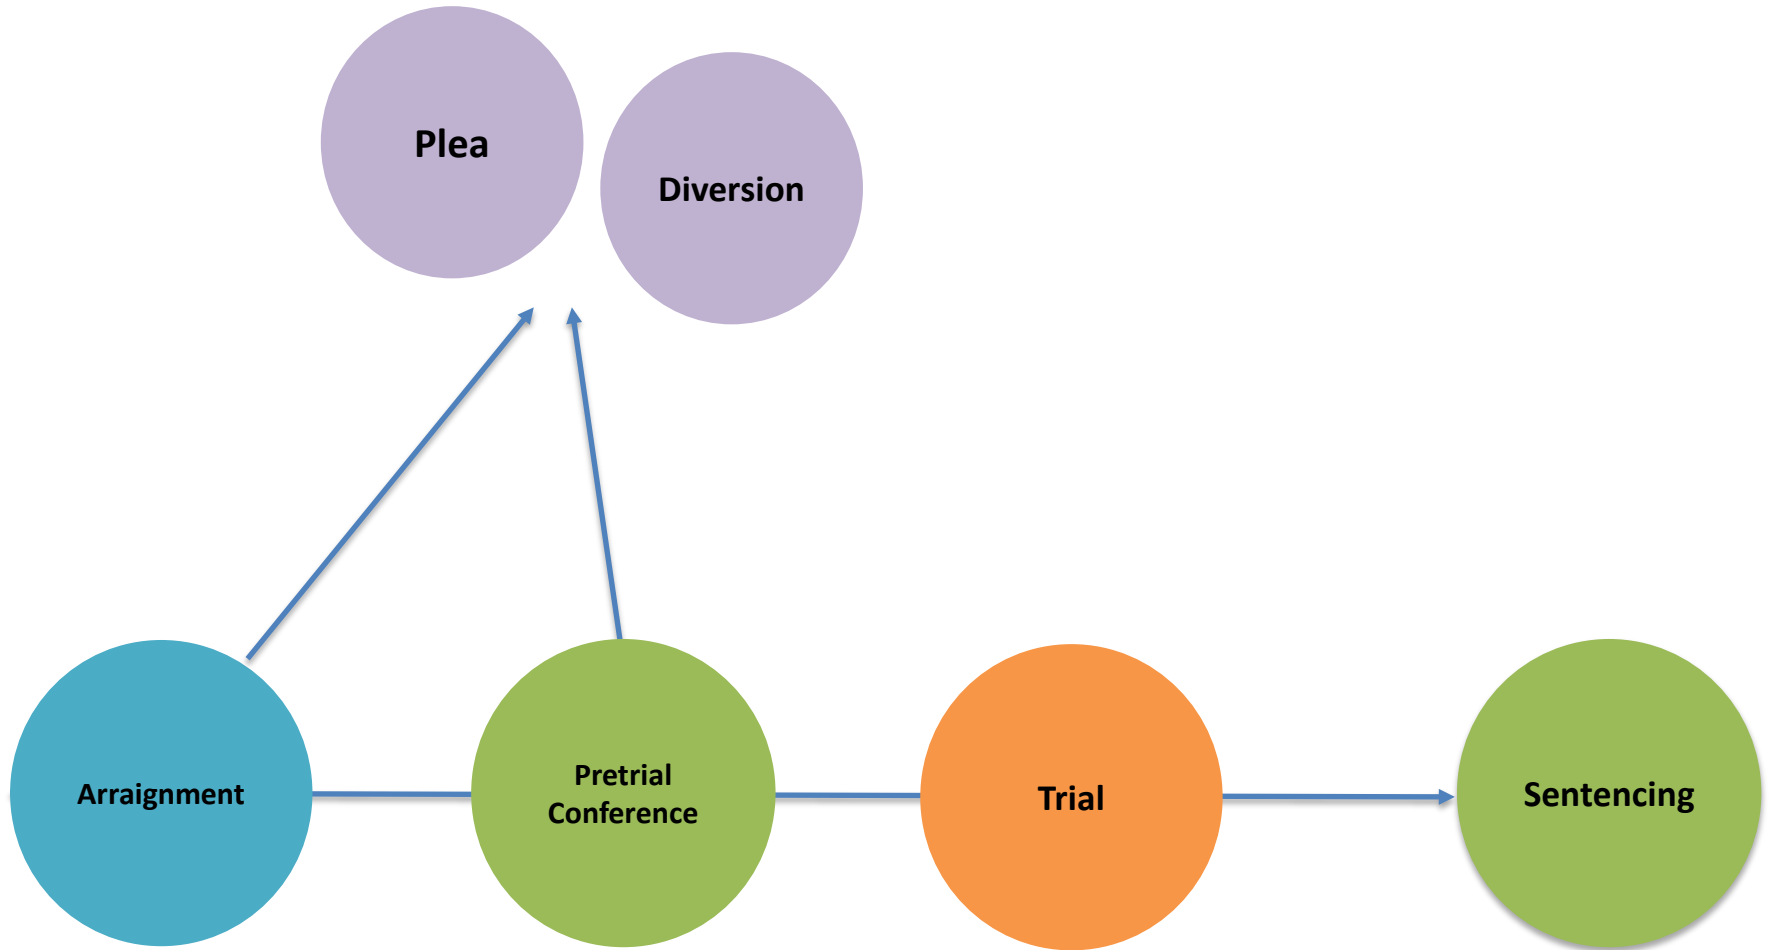 Plea
Diversion
Arraignment
Pretrial
Conference
Trial
Sentencing